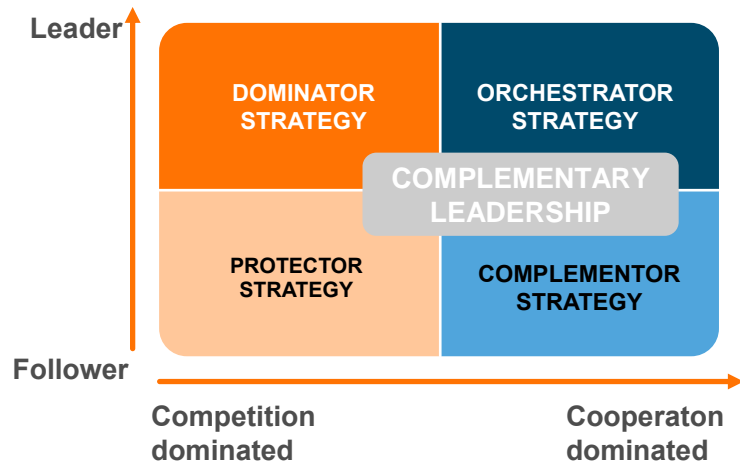 Leader
DOMINATOR
STRATEGY
ORCHESTRATOR
STRATEGY
COMPLEMENTARY
LEADERSHIP
PROTECTOR
STRATEGY
COMPLEMENTOR
STRATEGY
Follower
Competition
dominated
Cooperaton
dominated